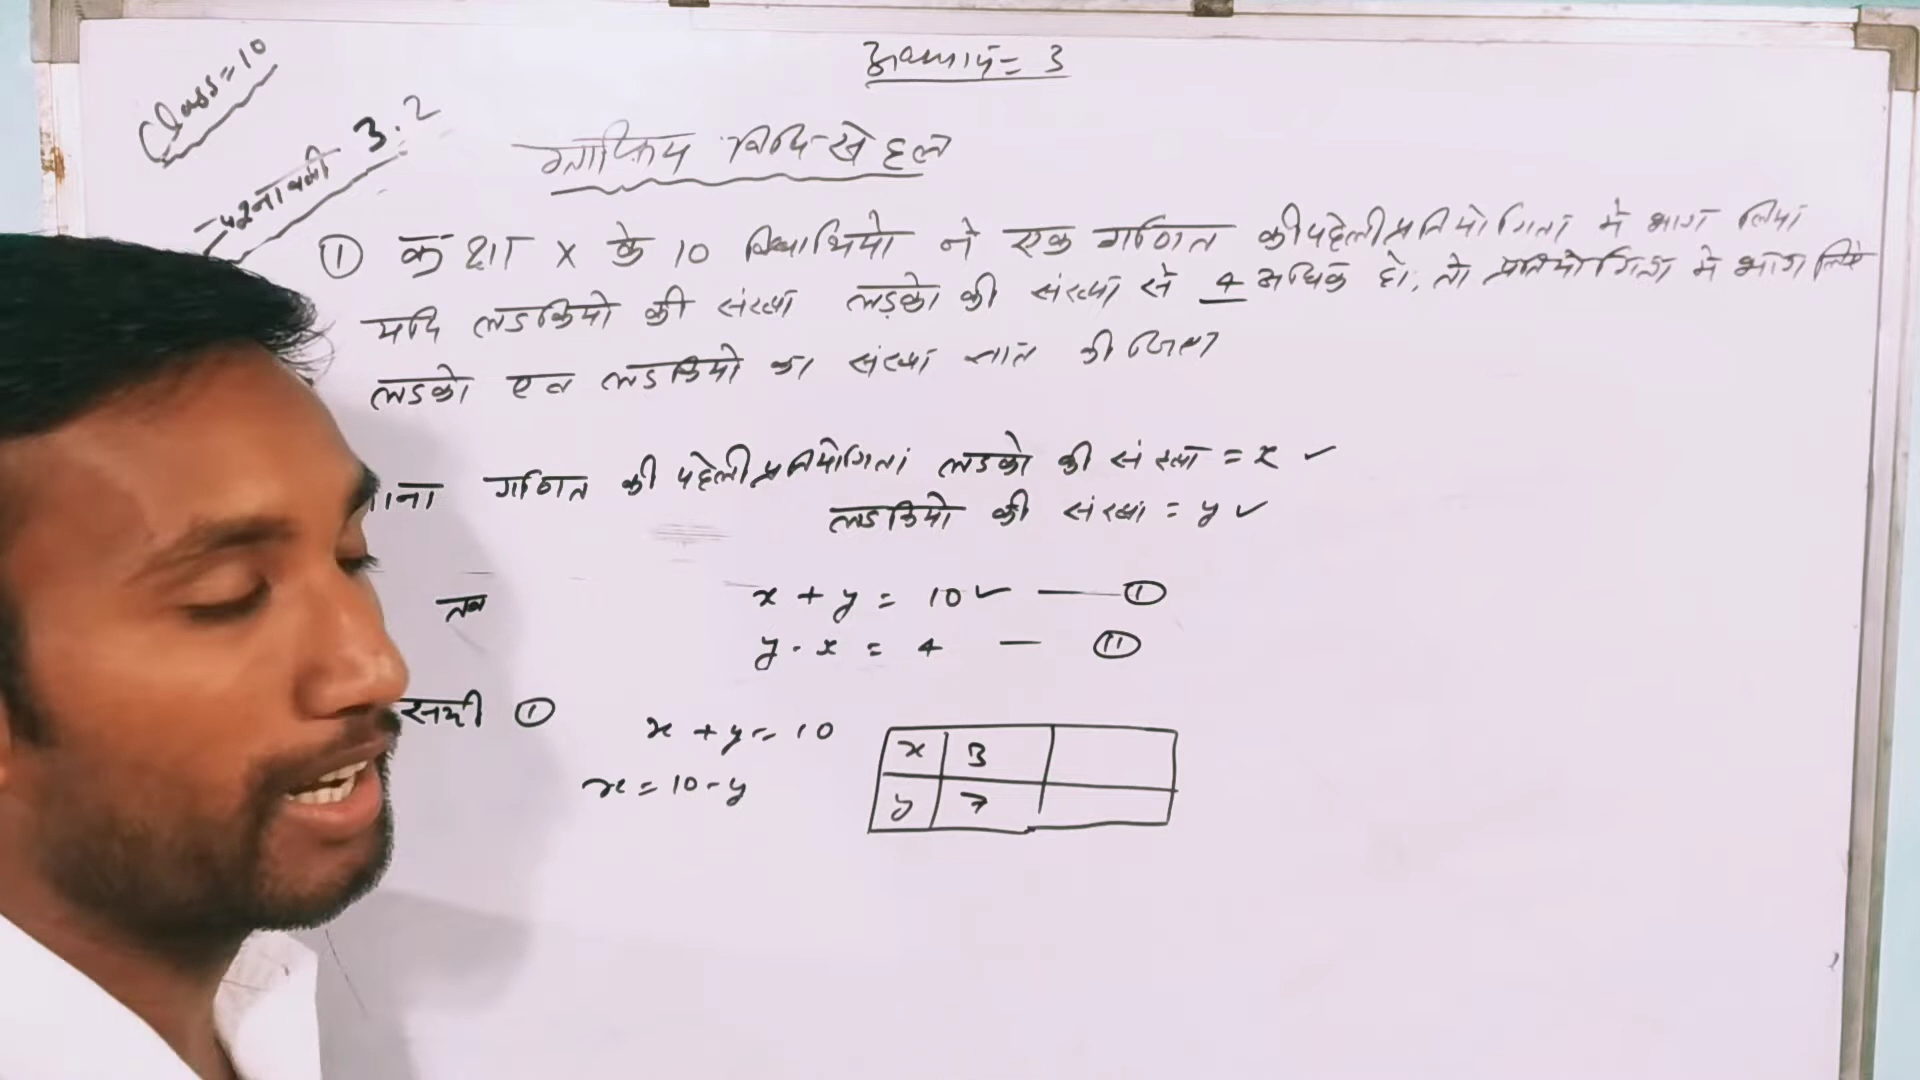 Class=10
अध्याय= 3
प्रश्नावली 3.2
ग्राफिय विधि से हल
① कक्षा x के 10 विद्यार्थियो ने एक गणित की पहेली प्रतियोगिता मे भाग लिया
यदि लडकियो की संख्या लड़को की संख्या से 4 अधिक हो, तो प्रतियोगिता मे भाग लिये
लडको एव लडकियो का संख्या ज्ञात कीजिए
माना गणित की पहेली प्रतियोगिता लडको की संख्या = x ✓
लडकियो की संख्या = y ✓
तब x + y = 10 ✓ — ①
y - x = 4 — ⑪
समी ① x + y = 10
x = 10 - y
x 3
y 7